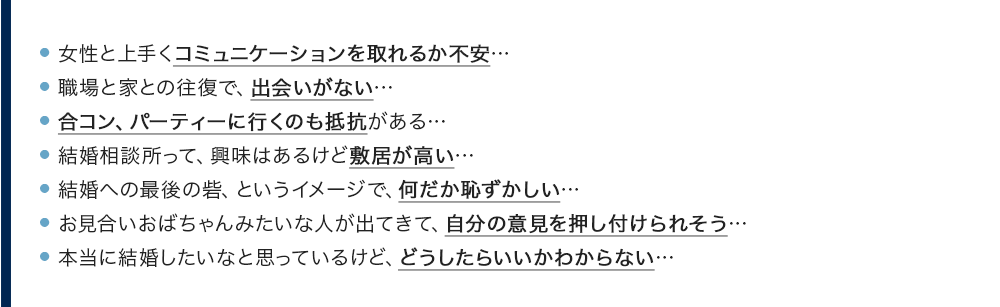 女性と上手くコミュニケーションを取れるか不安…
職場と家との往復で、出会いがない…
合コン、パーティーに行くのも抵抗がある…
結婚相談所って、興味はあるけど敷居が高い…
結婚への最後の砦、というイメージで、何だか恥ずかしい…
お見合いおばちゃんみたいな人が出てきて、自分の意見を押し付けられそう…
本当に結婚したいなと思っているけど、どうしたらいいかわからない…